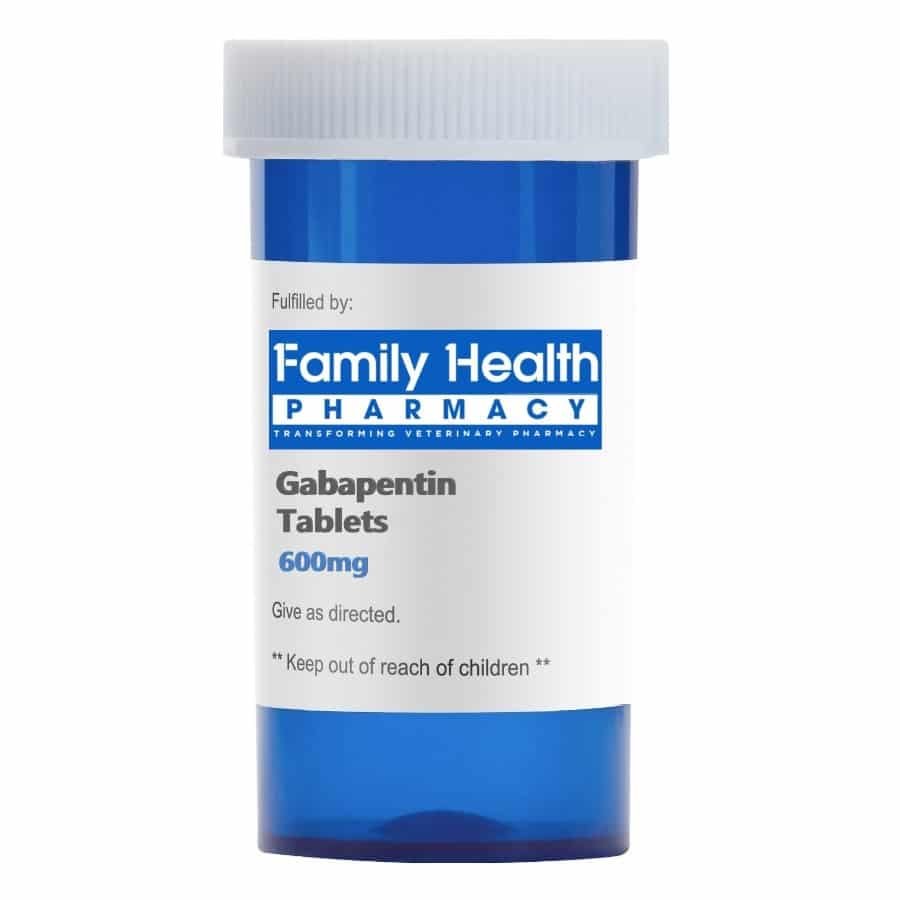 Fulfilled by:
Family Health
PHARMACY
TRANSFORMING VETERINARY PHARMACY
Gabapentin
Tablets
600mg
Give as directed.
** Keep out of reach of children **